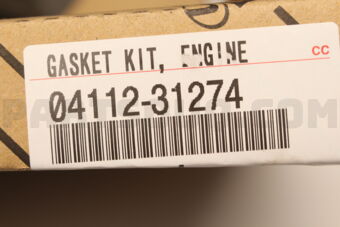 GASKET KIT, ENGINE
CC
04112-31274